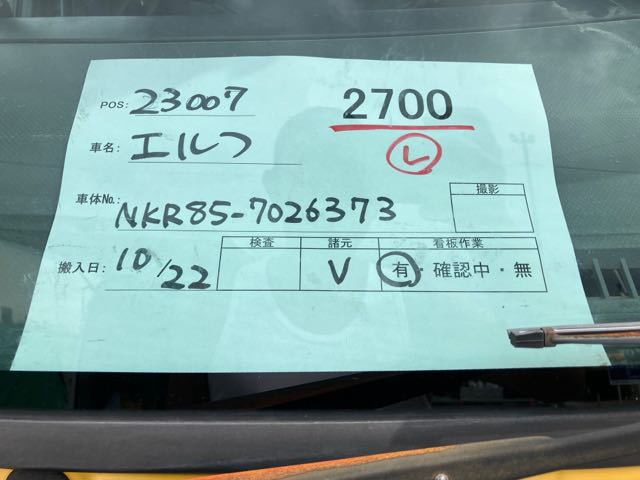 POS: 23007
2700
車名: エルフ
レ
車体No.: NKR85-7026373
撮影
搬入日: 10/22
検査 諸元 看板作業
V 有・確認中・無